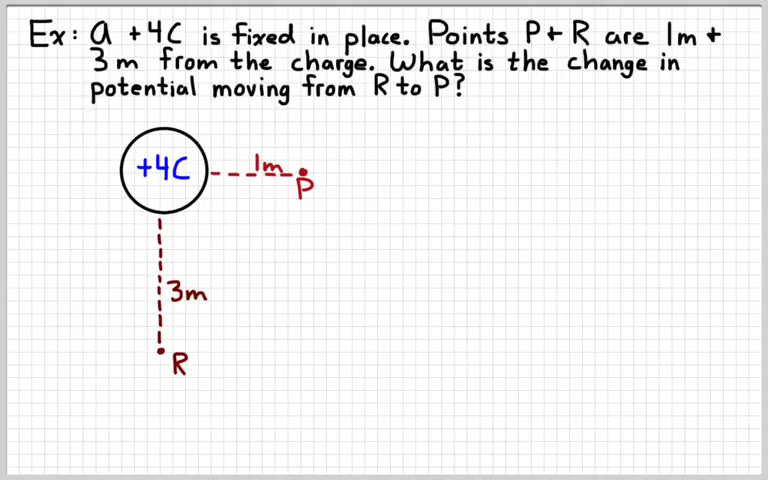 Ex: A +4C is fixed in place. Points P + R are 1m +
3m from the charge. What is the change in
potential moving from R to P?
+4C
1m
P
3m
R